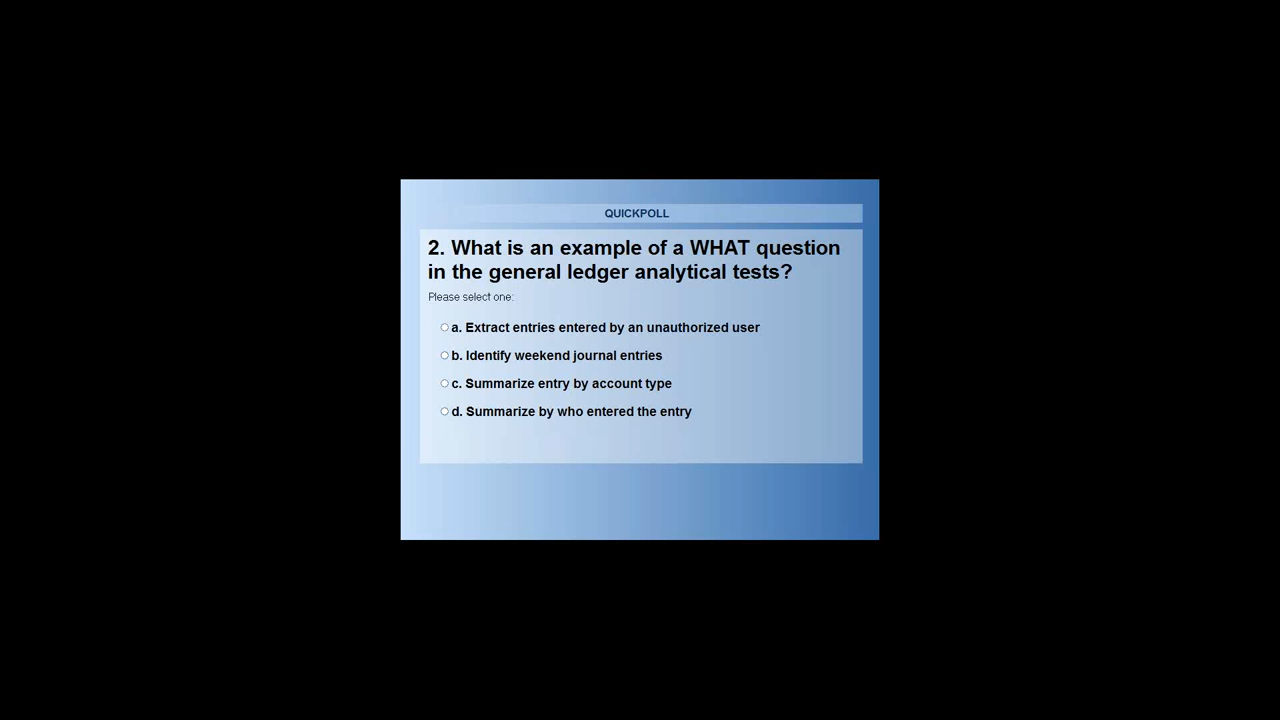 QUICKPOLL
2. What is an example of a WHAT question
in the general ledger analytical tests?
Please select one:
a. Extract entries entered by an unauthorized user
b. Identify weekend journal entries
c. Summarize entry by account type
d. Summarize by who entered the entry